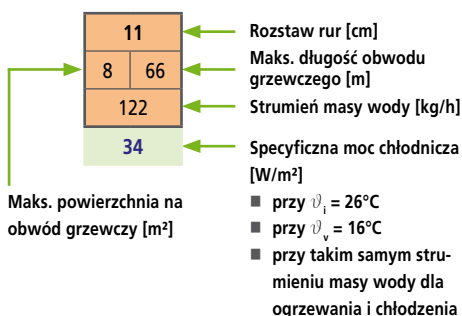 11
8 66
122
34
Rozstaw rur [cm]
Maks. długość obwodu
grzewczego [m]
Strumień masy wody [kg/h]
Specyficzna moc chłodnicza
[W/m²]
■ przy ϑi = 26°C
■ przy ϑv = 16°C
■ przy takim samym stru-
mieniu masy wody dla
ogrzewania i chłodzenia
Maks. powierzchnia na
obwód grzewczy [m²]